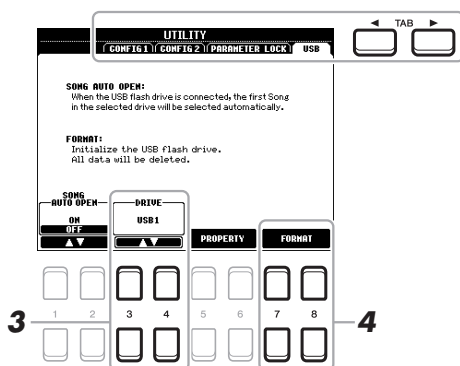 ◄ TAB ►
UTILITY
CONFIG 1 CONFIG 2 PARAMETER LOCK USB
SONG AUTO OPEN:
When the USB flash drive is connected, the first Song
in the selected drive will be selected automatically.
FORMAT:
Initialize the USB flash drive.
All data will be deleted.
SONG
AUTO OPEN
ON
OFF
▲▼
DRIVE
USB1
▲▼
PROPERTY
FORMAT
1 2 3 4 5 6 7 8
3
4